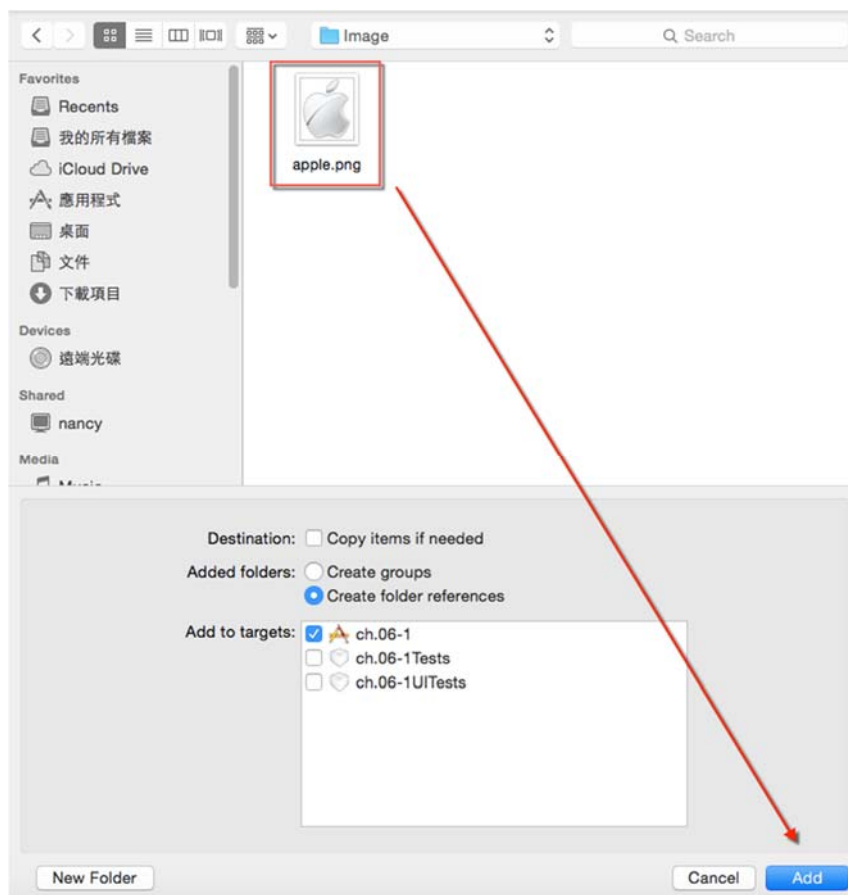 Image
Search
Favorites
Recents
我的所有檔案
iCloud Drive
應用程式
桌面
文件
下載項目
Devices
遠端光碟
Shared
nancy
Media
apple.png
Destination: Copy items if needed
Added folders: Create groups
Create folder references
Add to targets: ch.06-1
ch.06-1Tests
ch.06-1UITests
New Folder
Cancel
Add